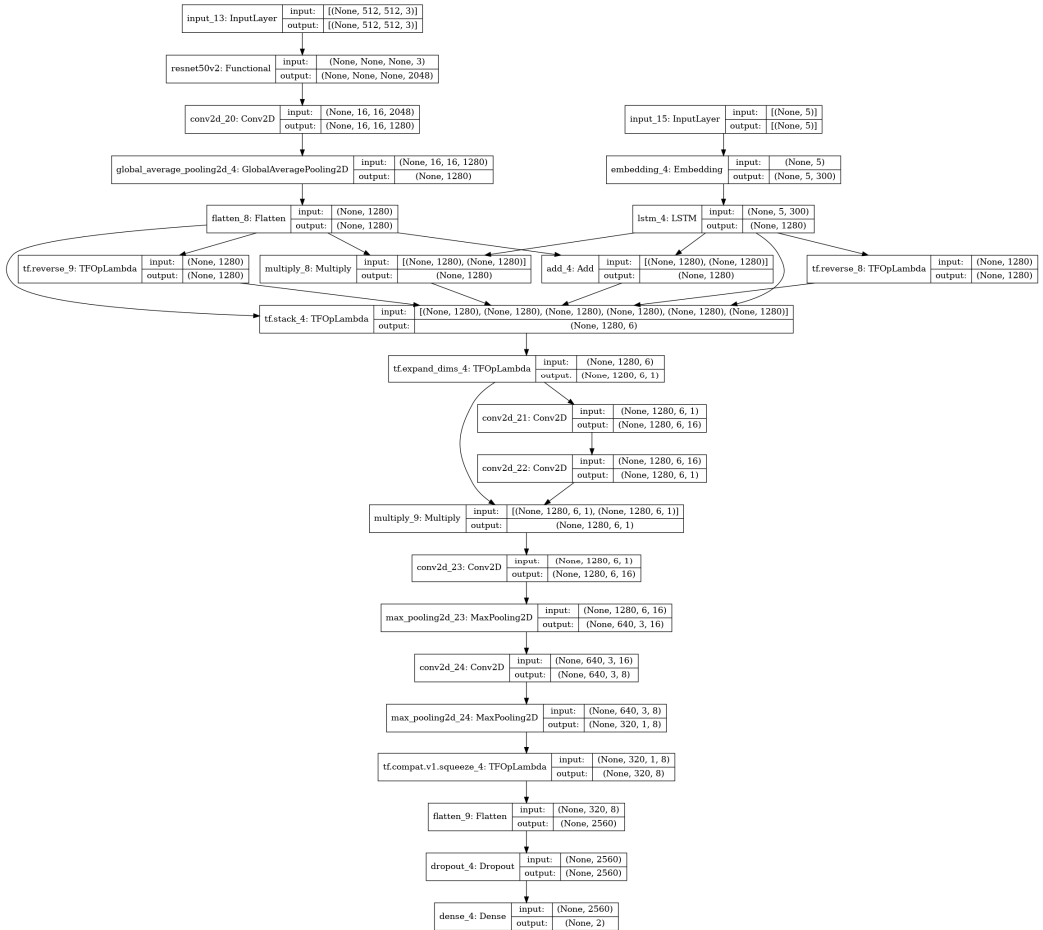 input_13: InputLayer input: [(None, 512, 512, 3)]
output: [(None, 512, 512, 3)]
resnet50v2: Functional input: (None, None, None, 3)
output: (None, None, None, 2048)
conv2d_20: Conv2D input: (None, 16, 16, 2048)
output: (None, 16, 16, 1280)
input_15: InputLayer input: [(None, 5)]
output: [(None, 5)]
global_average_pooling2d_4: GlobalAveragePooling2D input: (None, 16, 16, 1280)
output: (None, 1280)
embedding_4: Embedding input: (None, 5)
output: (None, 5, 300)
flatten_8: Flatten input: (None, 1280)
output: (None, 1280)
lstm_4: LSTM input: (None, 5, 300)
output: (None, 1280)
tf.reverse_9: TFOpLambda input: (None, 1280)
output: (None, 1280)
multiply_8: Multiply input: [(None, 1280), (None, 1280)]
output: (None, 1280)
add_4: Add input: [(None, 1280), (None, 1280)]
output: (None, 1280)
tf.reverse_8: TFOpLambda input: (None, 1280)
output: (None, 1280)
tf.stack_4: TFOpLambda input: [(None, 1280), (None, 1280), (None, 1280), (None, 1280), (None, 1280), (None, 1280)]
output: (None, 1280, 6)
tf.expand_dims_4: TFOpLambda input: (None, 1280, 6)
output: (None, 1280, 6, 1)
conv2d_21: Conv2D input: (None, 1280, 6, 1)
output: (None, 1280, 6, 16)
conv2d_22: Conv2D input: (None, 1280, 6, 16)
output: (None, 1280, 6, 1)
multiply_9: Multiply input: [(None, 1280, 6, 1), (None, 1280, 6, 1)]
output: (None, 1280, 6, 1)
conv2d_23: Conv2D input: (None, 1280, 6, 1)
output: (None, 1280, 6, 16)
max_pooling2d_23: MaxPooling2D input: (None, 1280, 6, 16)
output: (None, 640, 3, 16)
conv2d_24: Conv2D input: (None, 640, 3, 16)
output: (None, 640, 3, 8)
max_pooling2d_24: MaxPooling2D input: (None, 640, 3, 8)
output: (None, 320, 1, 8)
tf.compat.v1.squeeze_4: TFOpLambda input: (None, 320, 1, 8)
output: (None, 320, 8)
flatten_9: Flatten input: (None, 320, 8)
output: (None, 2560)
dropout_4: Dropout input: (None, 2560)
output: (None, 2560)
dense_4: Dense input: (None, 2560)
output: (None, 2)